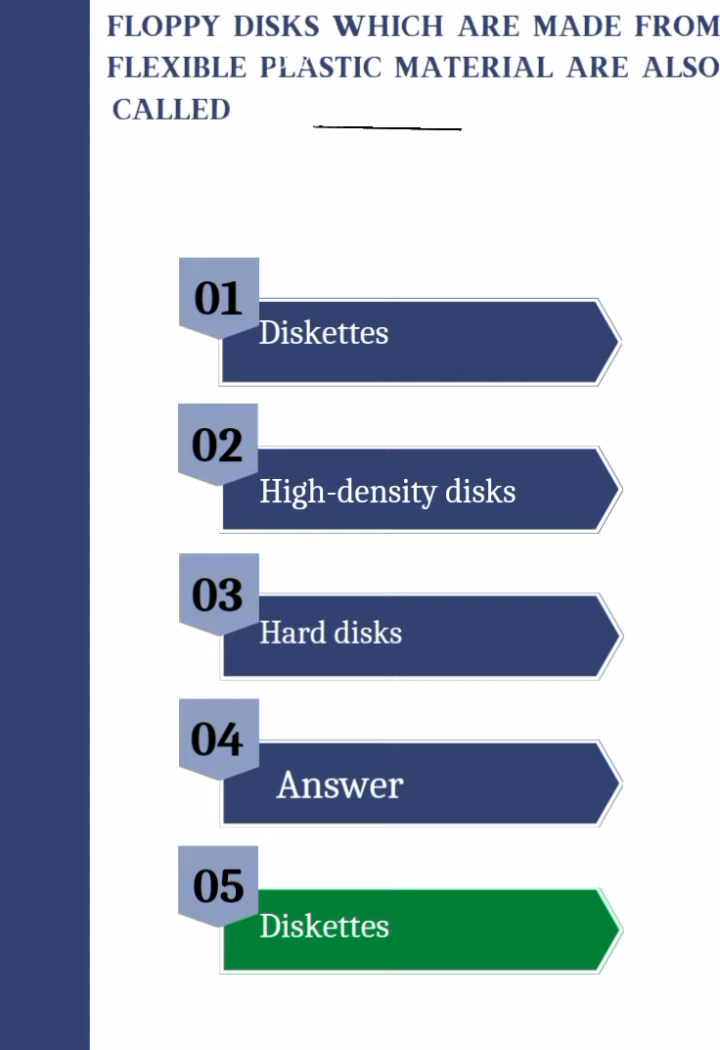 FLOPPY DISKS WHICH ARE MADE FROM
FLEXIBLE PLASTIC MATERIAL ARE ALSO
CALLED
01
Diskettes
02
High-density disks
03
Hard disks
04
Answer
05
Diskettes